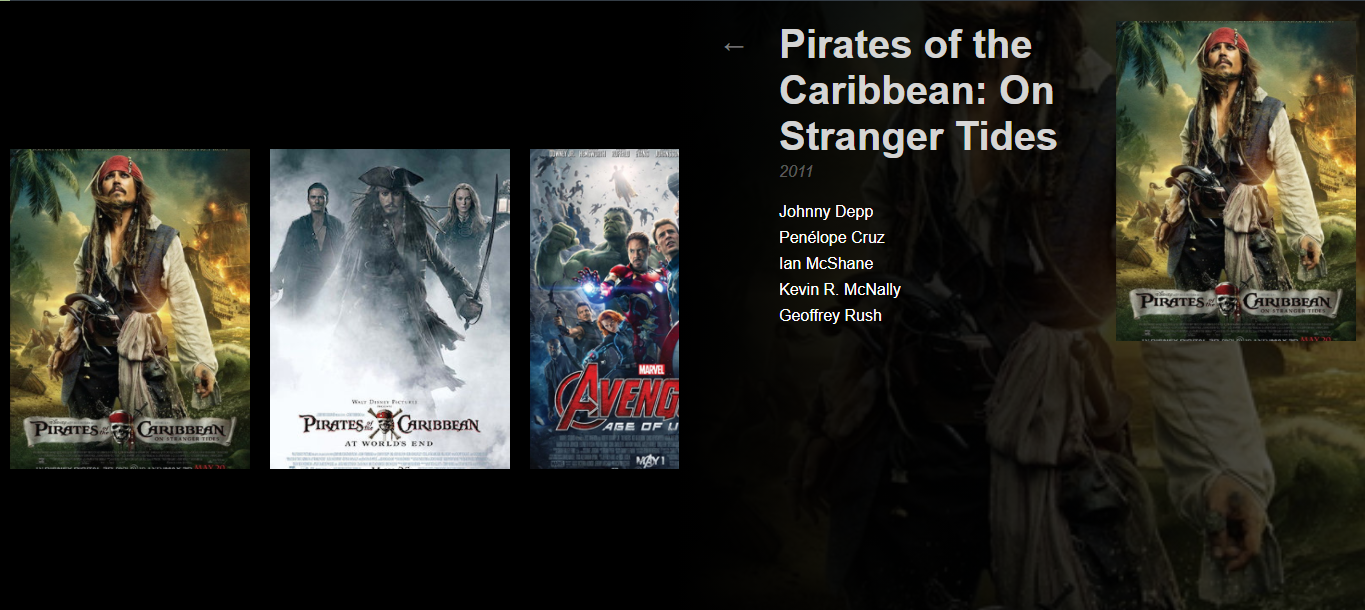 PIRATES of the CARIBBEAN
ON STRANGER TIDES
MAY 20
WALT DISNEY PICTURES
PIRATES of the CARIBBEAN
AT WORLD'S END
MARVEL
AVENG
AGE OF U
MAY 1
←
Pirates of the
Caribbean: On
Stranger Tides
2011
Johnny Depp
Penélope Cruz
Ian McShane
Kevin R. McNally
Geoffrey Rush
PIRATES of the CARIBBEAN
ON STRANGER TIDES
MAY 20